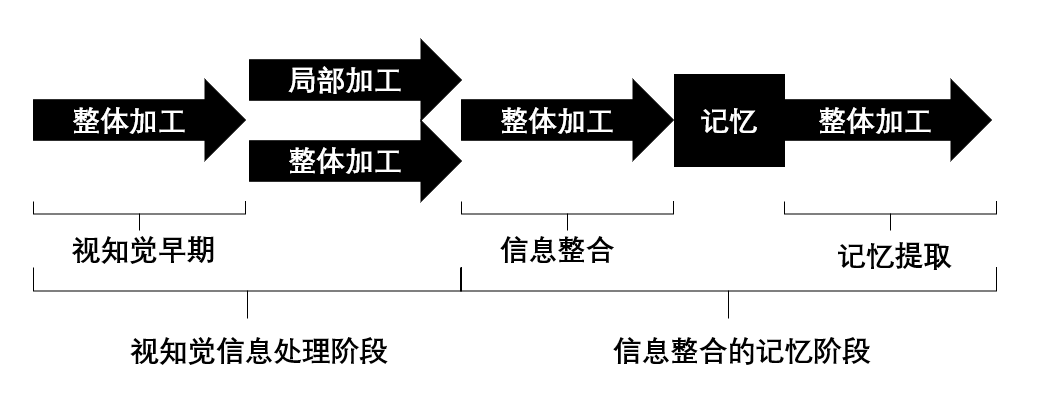 局部加工
整体加工
整体加工
整体加工
记忆
整体加工
视知觉早期
信息整合
记忆提取
视知觉信息处理阶段
信息整合的记忆阶段